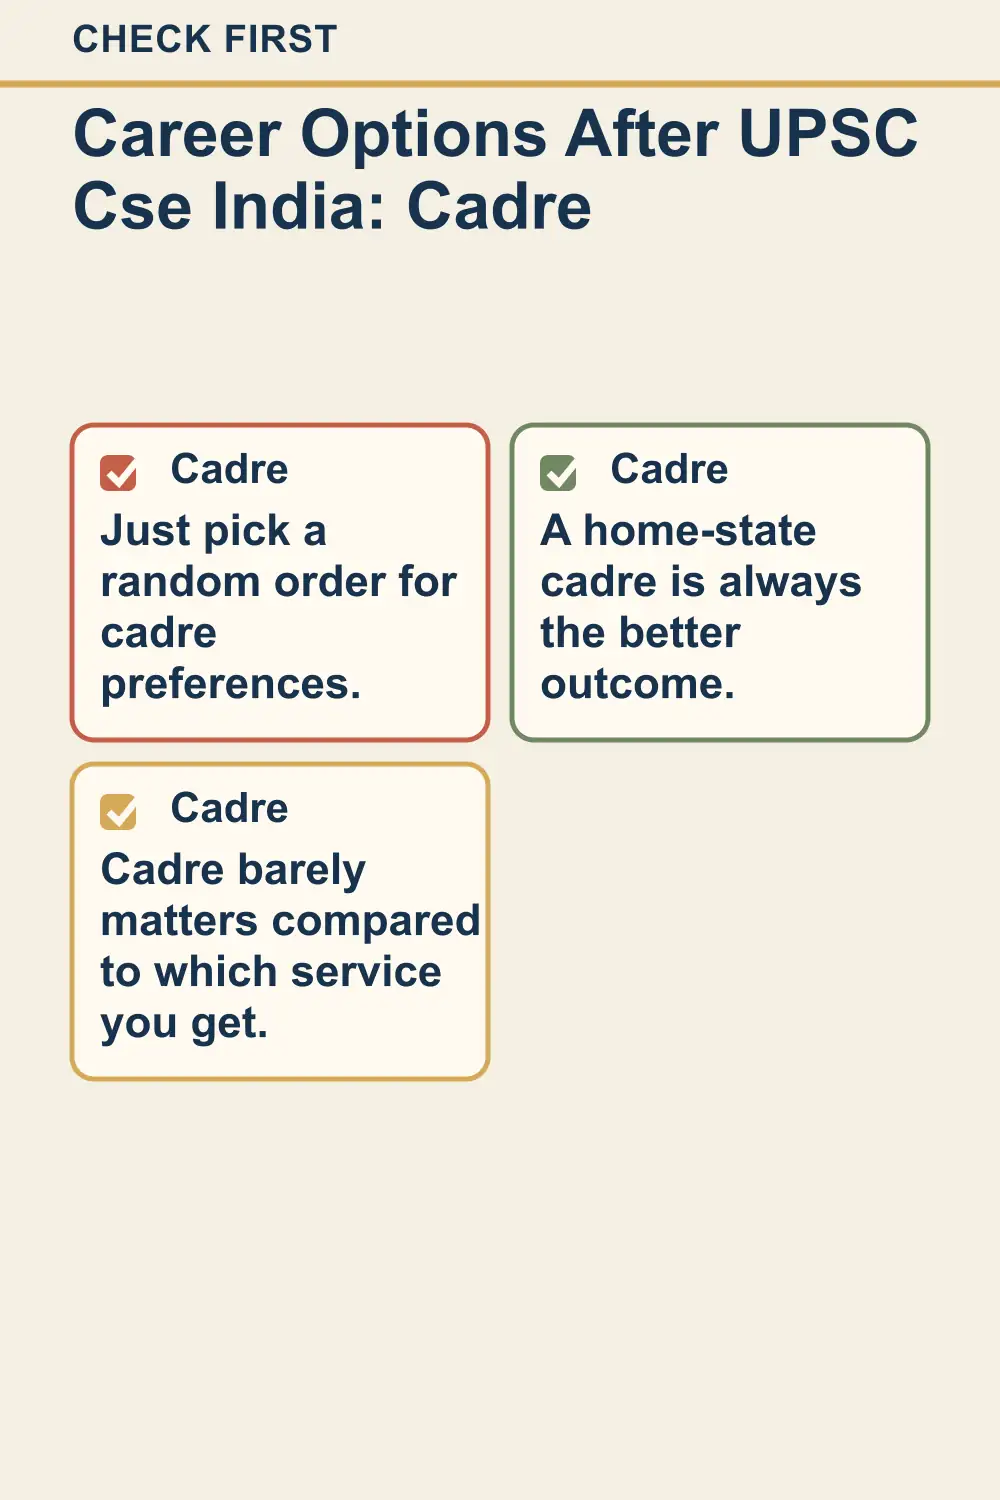 CHECK FIRST
Career Options After UPSC
Cse India: Cadre
Cadre
Just pick a
random order for
cadre
preferences.
Cadre
A home-state
cadre is always
the better
outcome.
Cadre
Cadre barely
matters compared
to which service
you get.